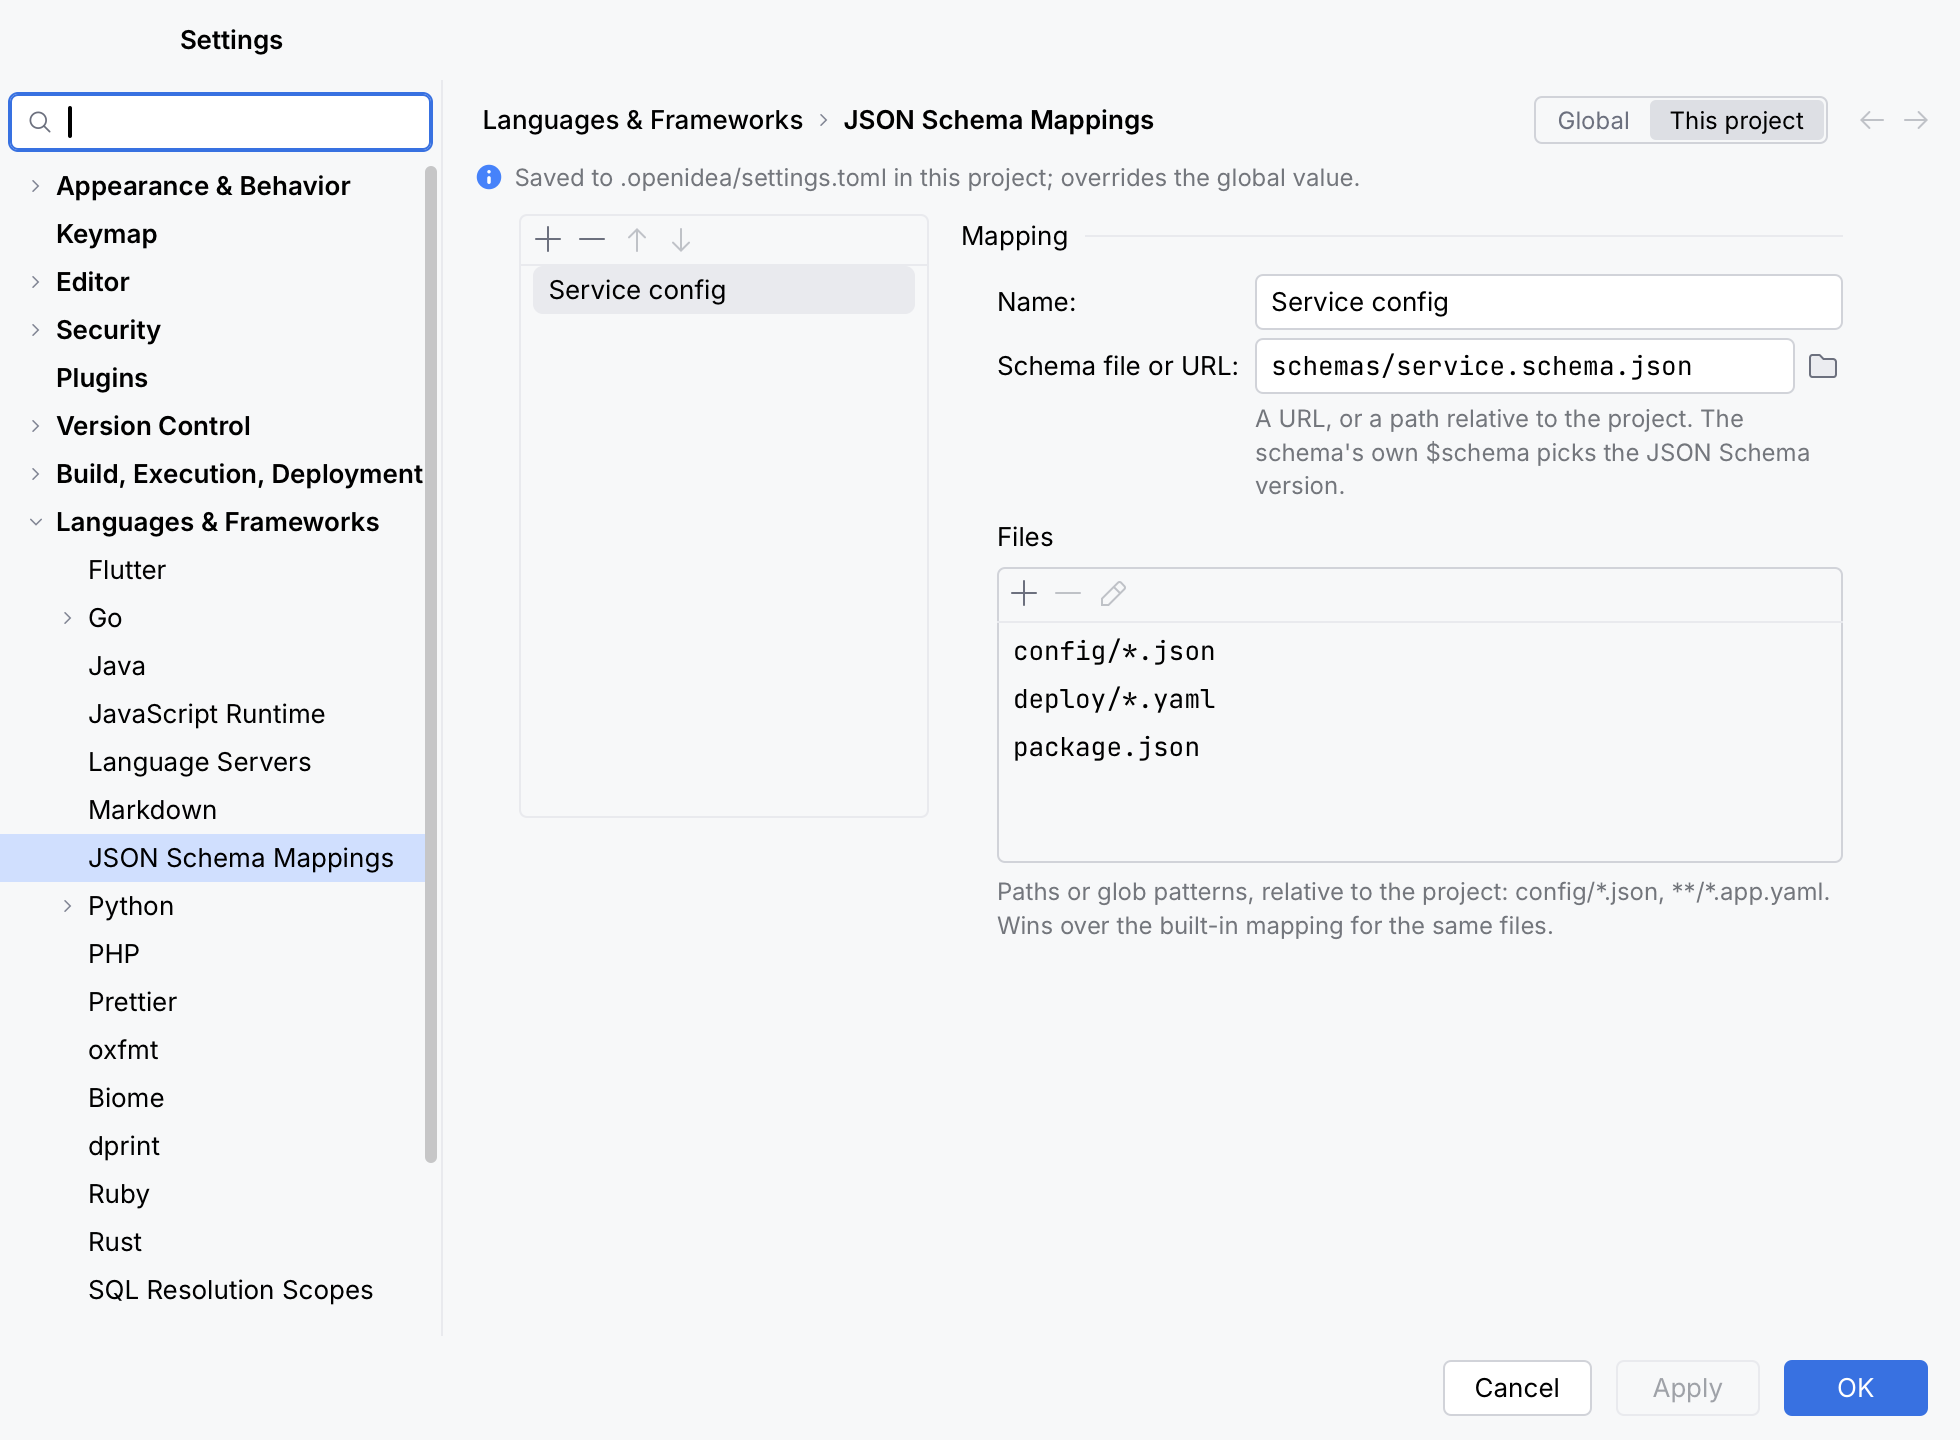 Settings
Appearance & Behavior
Keymap
Editor
Security
Plugins
Version Control
Build, Execution, Deployment
Languages & Frameworks
Flutter
Go
Java
JavaScript Runtime
Language Servers
Markdown
JSON Schema Mappings
Python
PHP
Prettier
oxfmt
Biome
dprint
Ruby
Rust
SQL Resolution Scopes
Languages & Frameworks › JSON Schema Mappings
Global
This project
Saved to .openidea/settings.toml in this project; overrides the global value.
Service config
Mapping
Name: Service config
Schema file or URL: schemas/service.schema.json
A URL, or a path relative to the project. The
schema's own $schema picks the JSON Schema
version.
Files
config/*.json
deploy/*.yaml
package.json
Paths or glob patterns, relative to the project: config/*.json, **/*.app.yaml.
Wins over the built-in mapping for the same files.
Cancel
Apply
OK